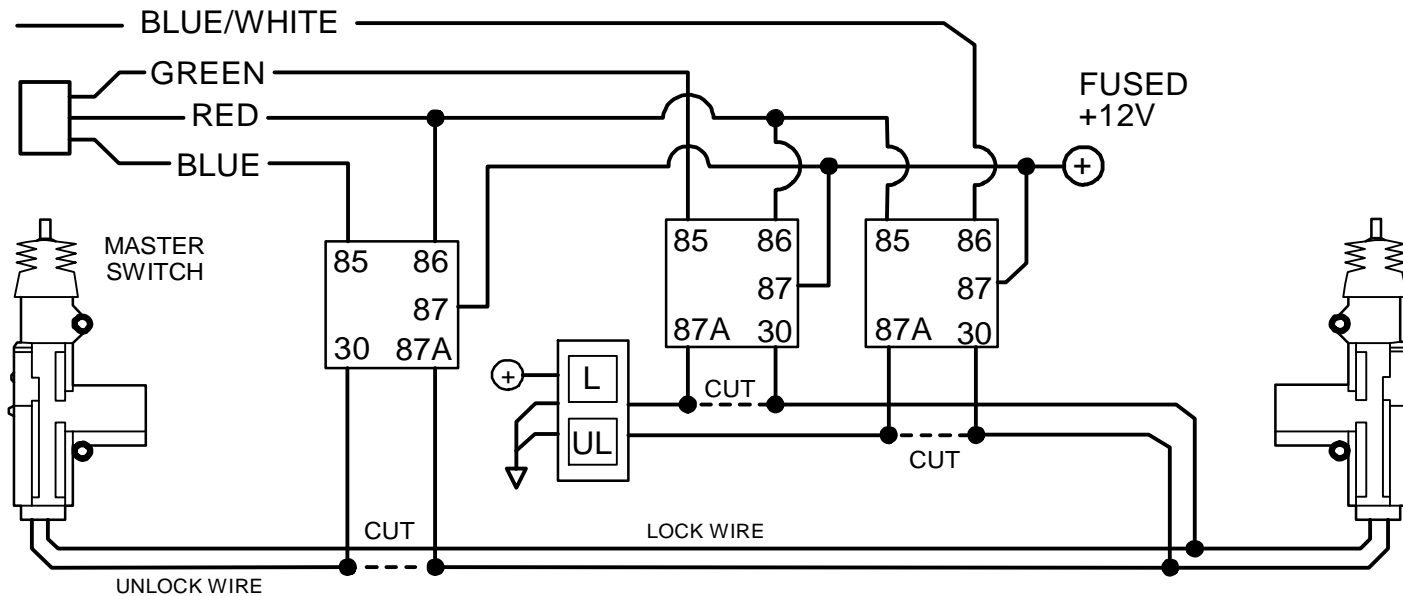 BLUE/WHITE
GREEN
RED
BLUE
FUSED
+12V
+
MASTER
SWITCH
85 86
87
30 87A
85 86
87
87A 30
85 86
87
87A 30
+
L
UL
CUT
CUT
CUT
LOCK WIRE
UNLOCK WIRE